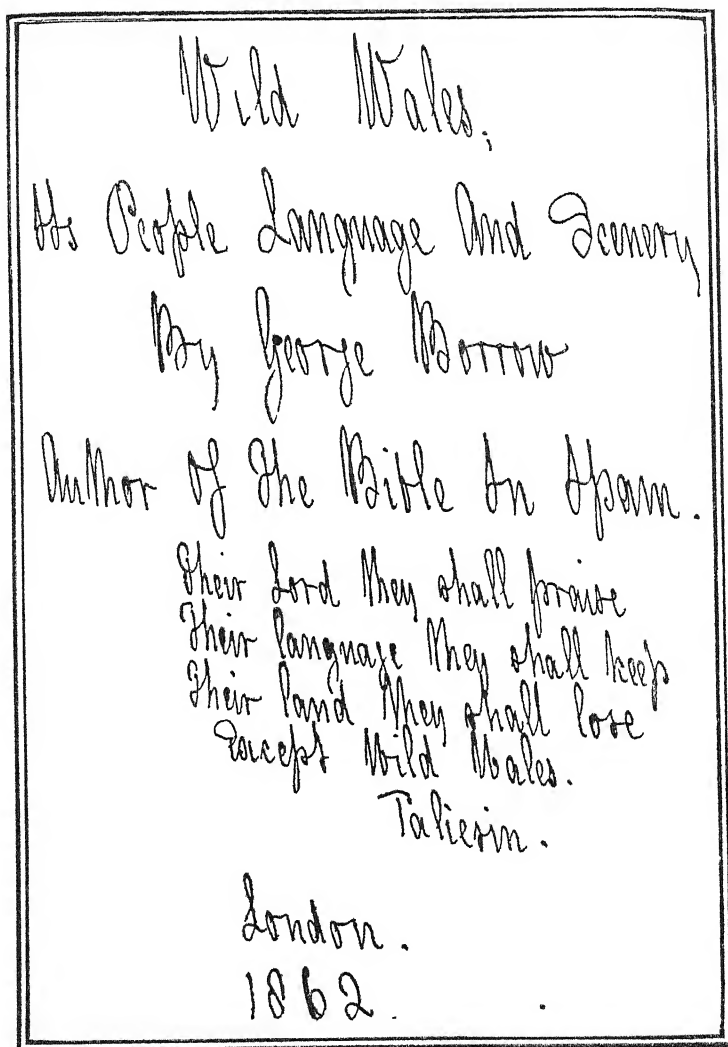 Wild Wales;
Its People Language And Scenery
By George Borrow
Author Of The Bible In Spain.
Their Lord they shall praise
Their language they shall keep
Their land they shall lose
Except Wild Wales.
Taliesin.
London.
1862.